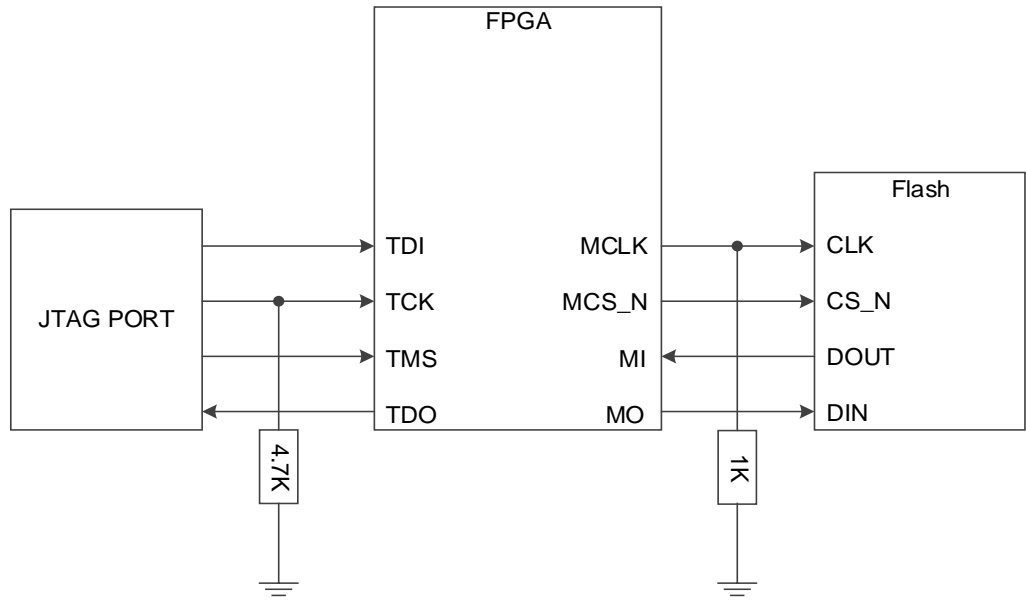 FPGA
Flash
JTAG PORT
TDI
TCK
TMS
TDO
MCLK
MCS_N
MI
MO
CLK
CS_N
DOUT
DIN
4.7K
1K